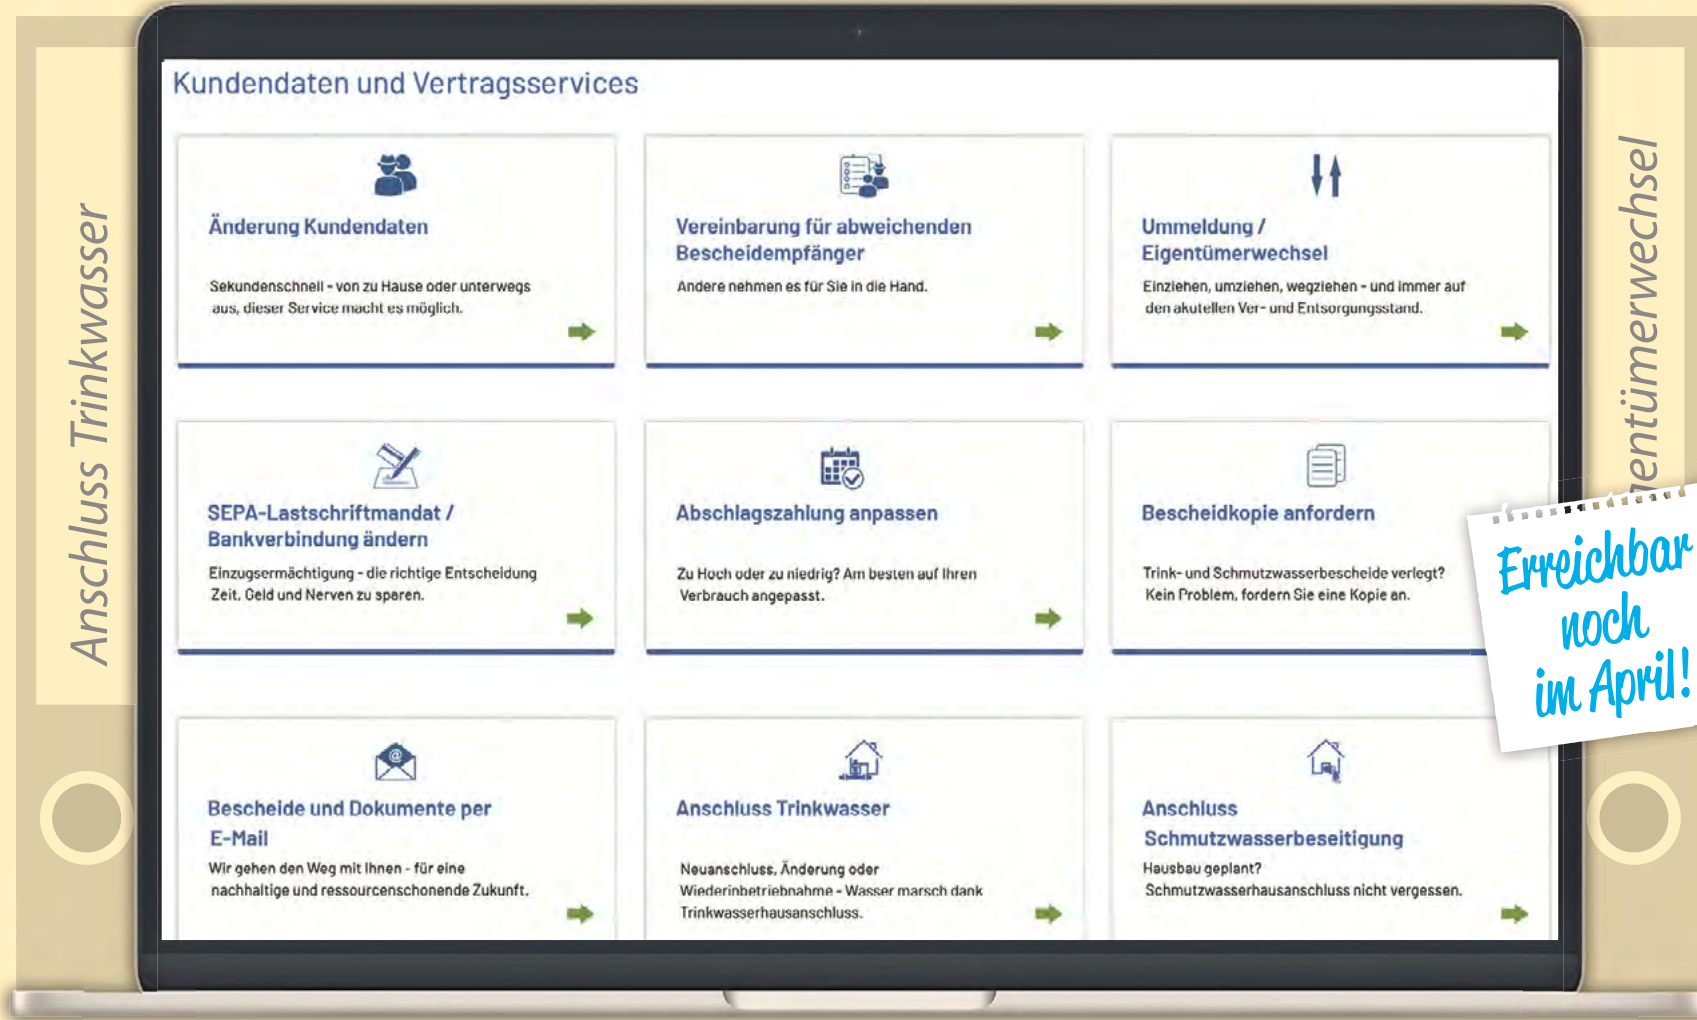 Anschluss Trinkwasser
Kundendaten und Vertragsservices
Änderung Kundendaten
Sekundenschnell - von zu Hause oder unterwegs
aus, dieser Service macht es möglich.
Vereinbarung für abweichenden
Bescheidempfänger
Andere nehmen es für Sie in die Hand.
Ummeldung /
Eigentümerwechsel
Einziehen, umziehen, wegziehen - und immer auf
den akutellen Ver- und Entsorgungsstand.
SEPA-Lastschriftmandat /
Bankverbindung ändern
Einzugsermächtigung - die richtige Entscheidung
Zeit, Geld und Nerven zu sparen.
Abschlagszahlung anpassen
Zu Hoch oder zu niedrig? Am besten auf Ihren
Verbrauch angepasst.
Bescheidkopie anfordern
Trink- und Schmutzwasserbescheide verlegt?
Kein Problem, fordern Sie eine Kopie an.
Bescheide und Dokumente per
E-Mail
Wir gehen den Weg mit Ihnen - für eine
nachhaltige und ressourcenschonende Zukunft.
Anschluss Trinkwasser
Neuanschluss, Änderung oder
Wiederinbetriebnahme - Wasser marsch dank
Trinkwasserhausanschluss.
Anschluss
Schmutzwasserbeseitigung
Hausbau geplant?
Schmutzwasserhausanschluss nicht vergessen.
entümerwechsel
Erreichbar
noch
im April!